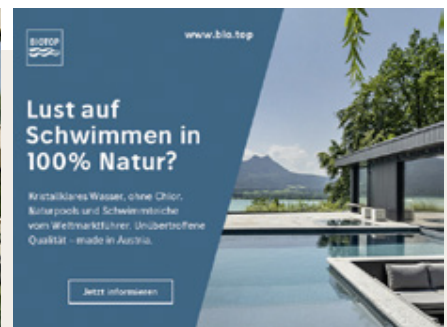 BIOTOP
www.bio.top
Lust auf
Schwimmen in
100% Natur?
Kristallklares Wasser, ohne Chlor.
Naturpools und Schwimmteiche
vom Weltmarktführer. Unübertroffene
Qualität – made in Austria.
Jetzt informieren